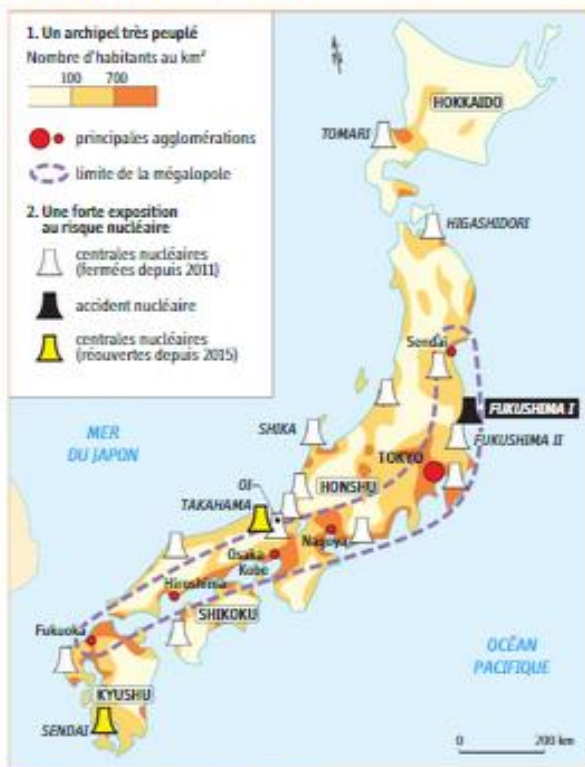 1. Un archipel très peuplé
Nombre d'habitants au km²
100 700
principales agglomérations
limite de la mégalopole
2. Une forte exposition
au risque nucléaire
centrales nucléaires
(fermées depuis 2011)
accident nucléaire
centrales nucléaires
(réouvertes depuis 2015)
N
HOKKAIDO
TOMARI
HIGASHIDORI
Sendai
FUKUSHIMA I
FUKUSHIMA II
MER
DU JAPON
SHIKA
TOKYO
HONSHU
OI
TAKAHAMA
Nagoya
Osaka
Kobe
Hiroshima
SHIKOKU
Fukuoka
KYUSHU
SENDAI
OCÉAN
PACIFIQUE
0 200 km